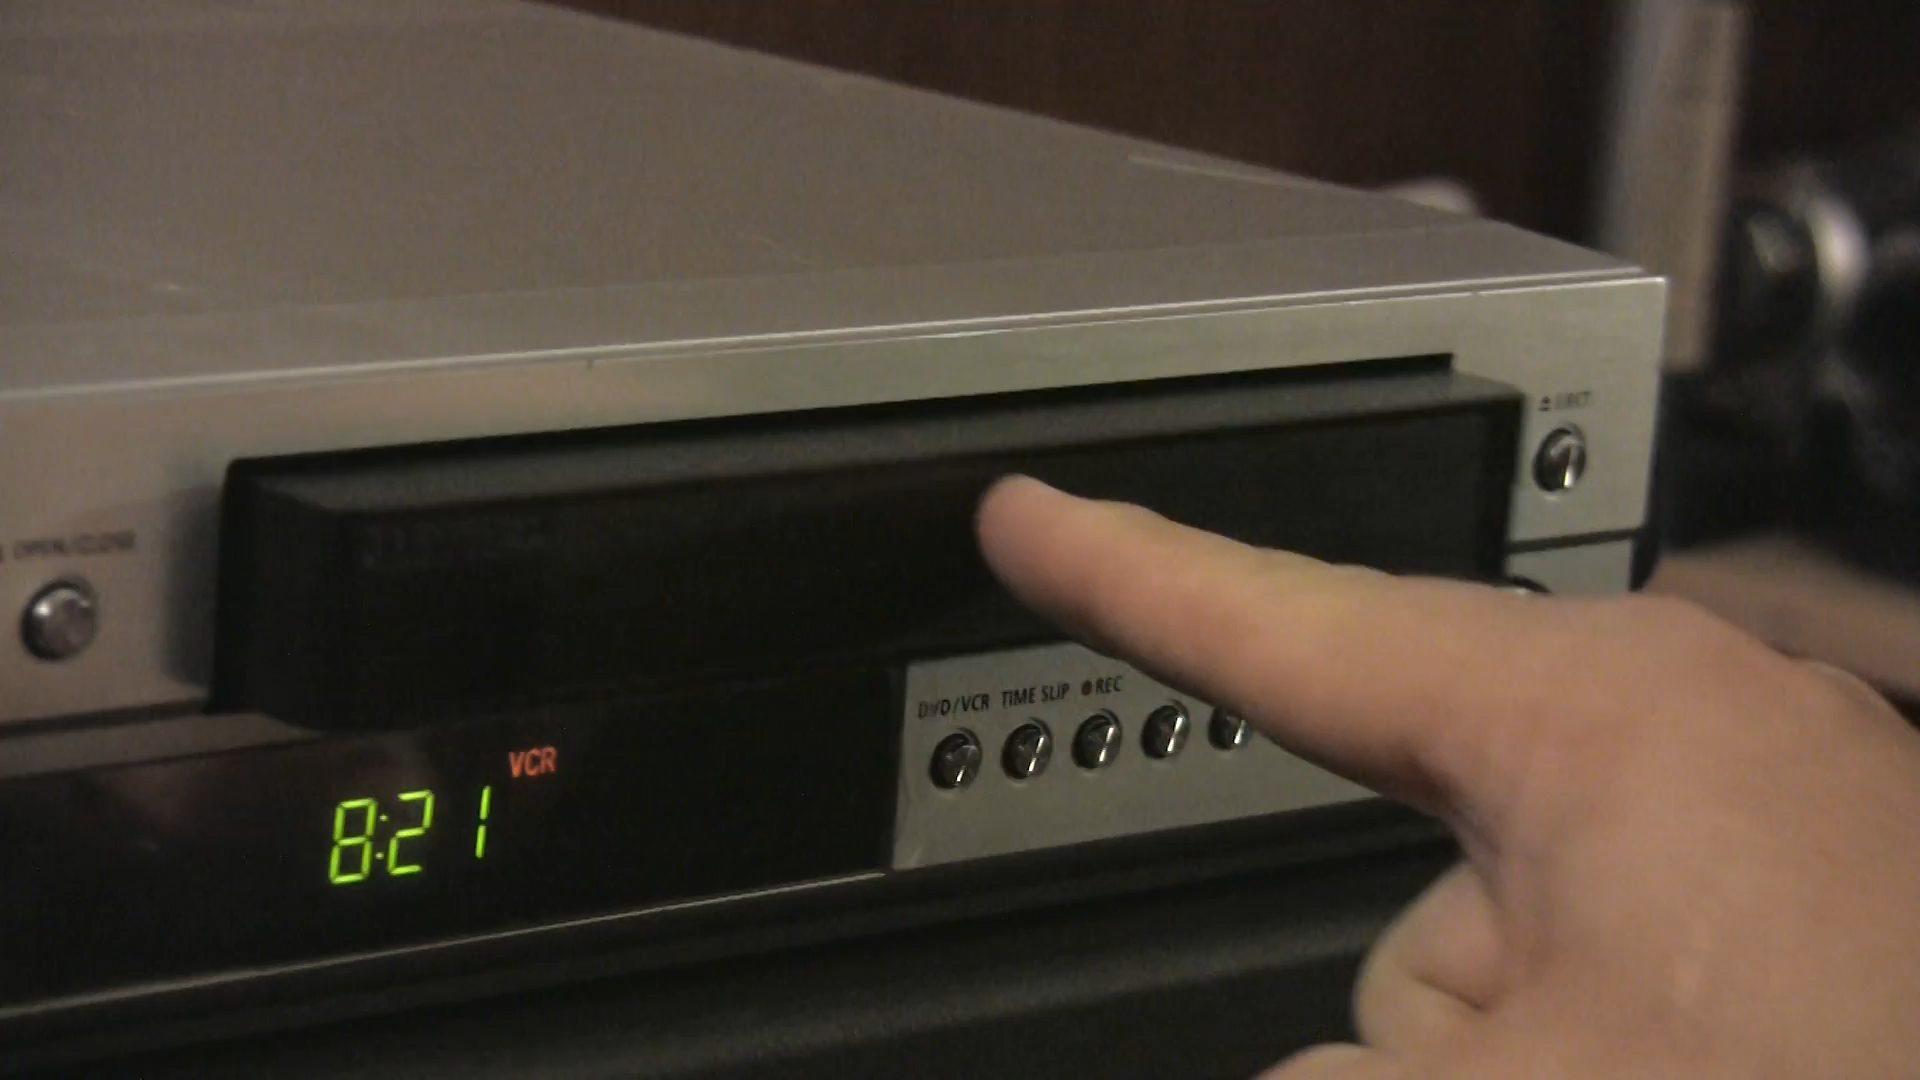 EJECT
OPEN/CLOSE
DVD/VCR TIME SLIP REC
VCR
8:21